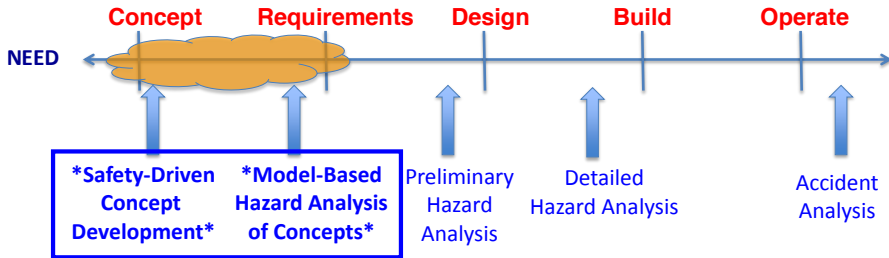 Concept Requirements Design Build Operate
NEED
*Safety-Driven
Concept
Development*
*Model-Based
Hazard Analysis
of Concepts*
Preliminary
Hazard
Analysis
Detailed
Hazard Analysis
Accident
Analysis